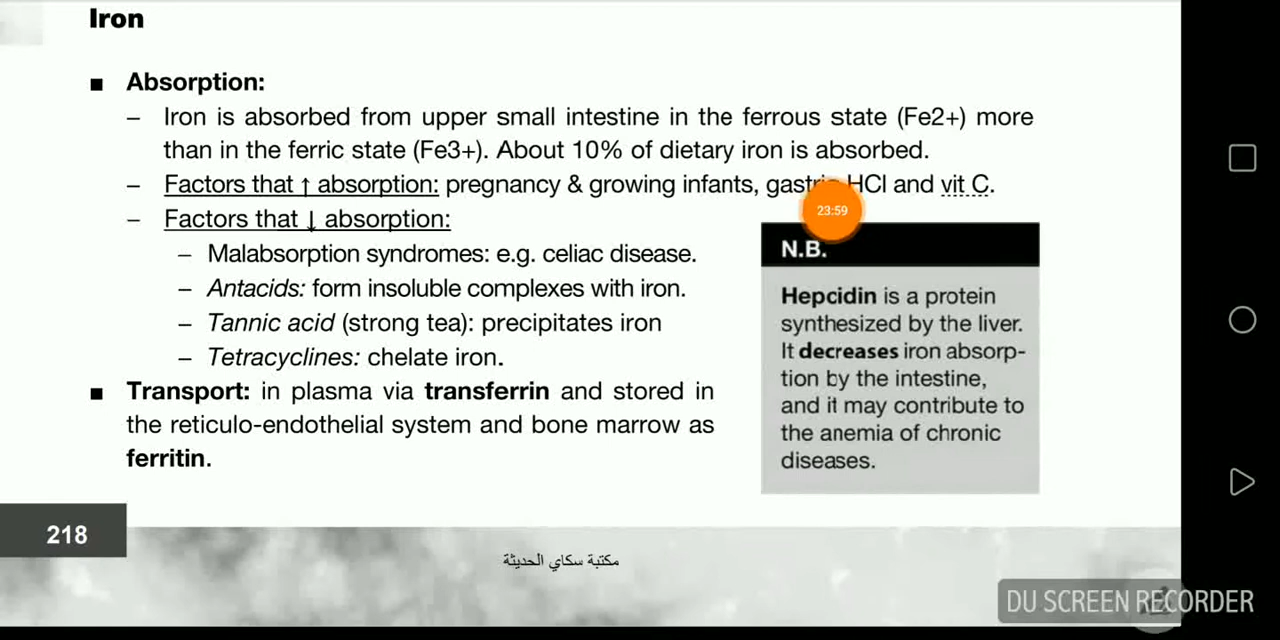 Iron
■ Absorption:
– Iron is absorbed from upper small intestine in the ferrous state (Fe2+) more
than in the ferric state (Fe3+). About 10% of dietary iron is absorbed.
– Factors that ↑ absorption: pregnancy & growing infants, gastric HCl and vit C.
– Factors that ↓ absorption:
– Malabsorption syndromes: e.g. celiac disease.
– Antacids: form insoluble complexes with iron.
– Tannic acid (strong tea): precipitates iron
– Tetracyclines: chelate iron.
■ Transport: in plasma via transferrin and stored in
the reticulo-endothelial system and bone marrow as
ferritin.
23:59
N.B.
Hepcidin is a protein
synthesized by the liver.
It decreases iron absorp-
tion by the intestine,
and it may contribute to
the anemia of chronic
diseases.
218
مكتبة سكاي الحديثة
DU SCREEN RECORDER